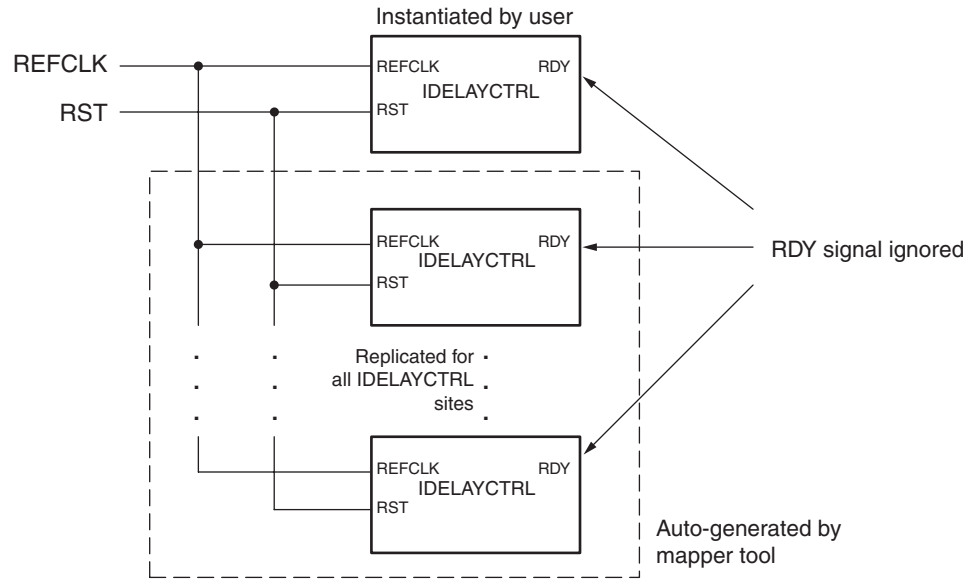 Instantiated by user
REFCLK
REFCLK
RDY
IDELAYCTRL
RST
RST
REFCLK
RDY
IDELAYCTRL
RST
RDY signal ignored
Replicated for
all IDELAYCTRL
sites
REFCLK
RDY
IDELAYCTRL
RST
Auto-generated by
mapper tool